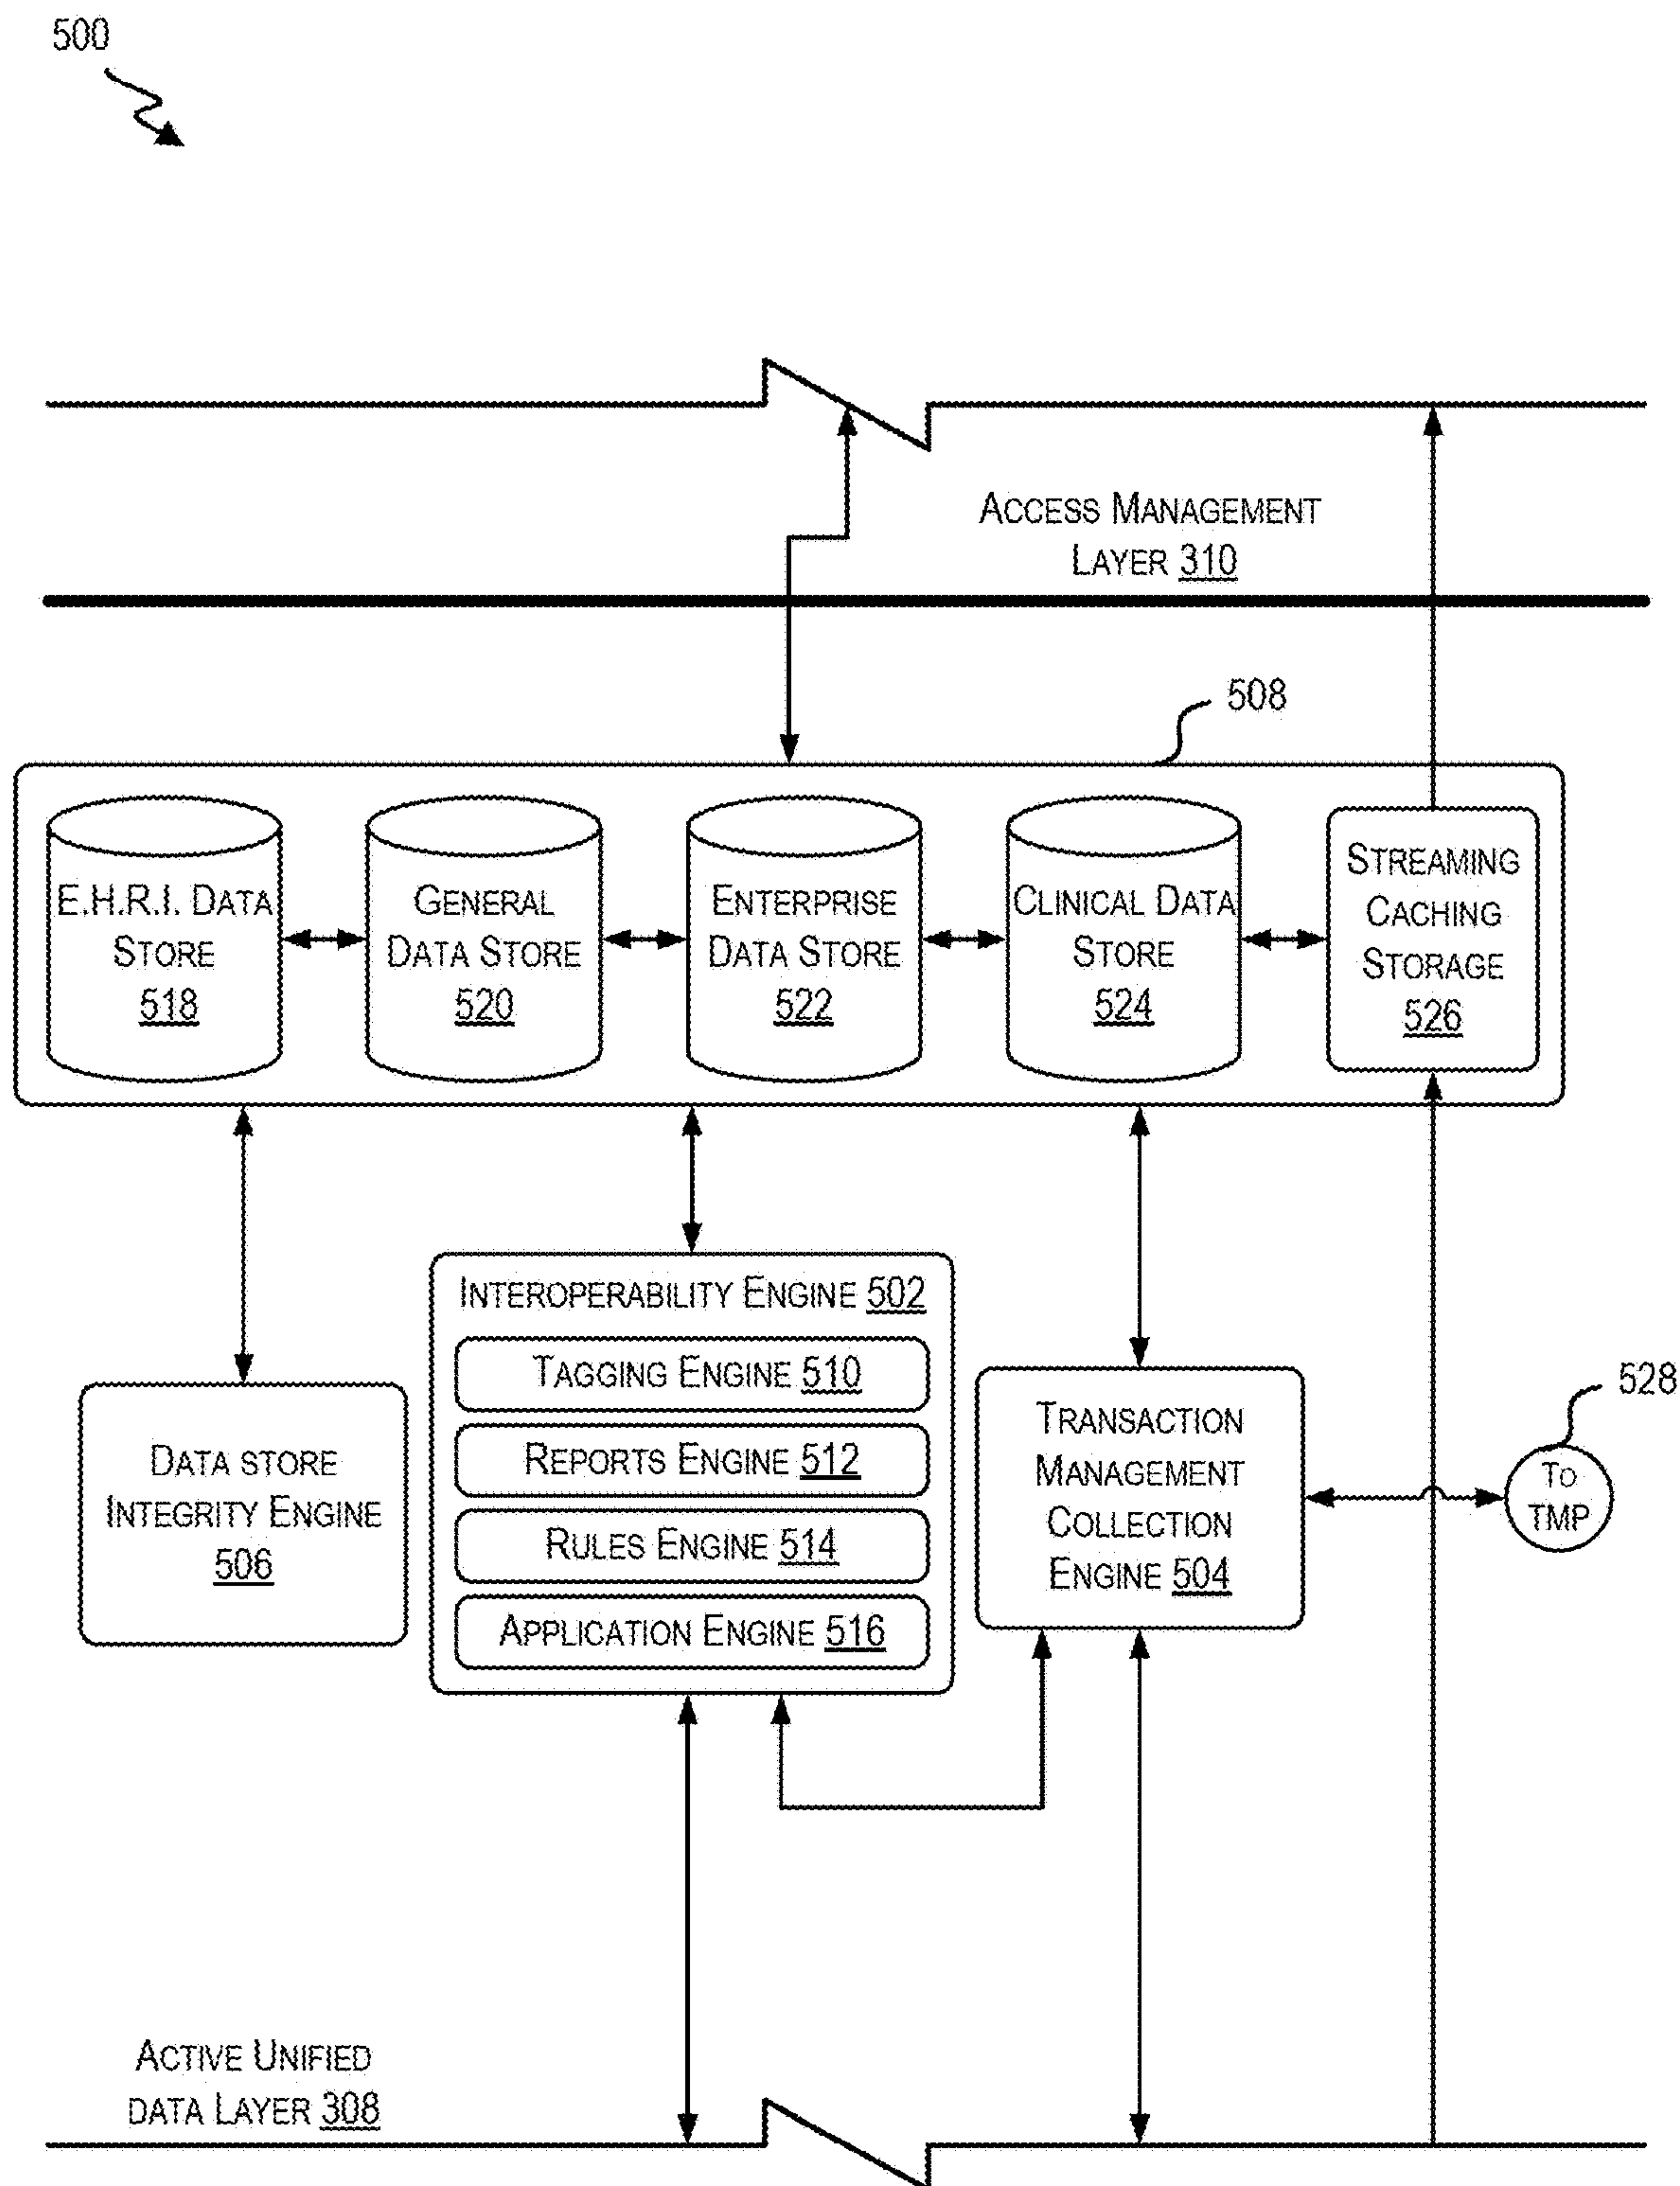 500
ACCESS MANAGEMENT
LAYER 310
508
E.H.R.I. DATA
STORE
518
GENERAL
DATA STORE
520
ENTERPRISE
DATA STORE
522
CLINICAL DATA
STORE
524
STREAMING
CACHING
STORAGE
526
DATA STORE
INTEGRITY ENGINE
506
INTEROPERABILITY ENGINE 502
TAGGING ENGINE 510
REPORTS ENGINE 512
RULES ENGINE 514
APPLICATION ENGINE 516
TRANSACTION
MANAGEMENT
COLLECTION
ENGINE 504
528
TO
TMP
ACTIVE UNIFIED
DATA LAYER 308